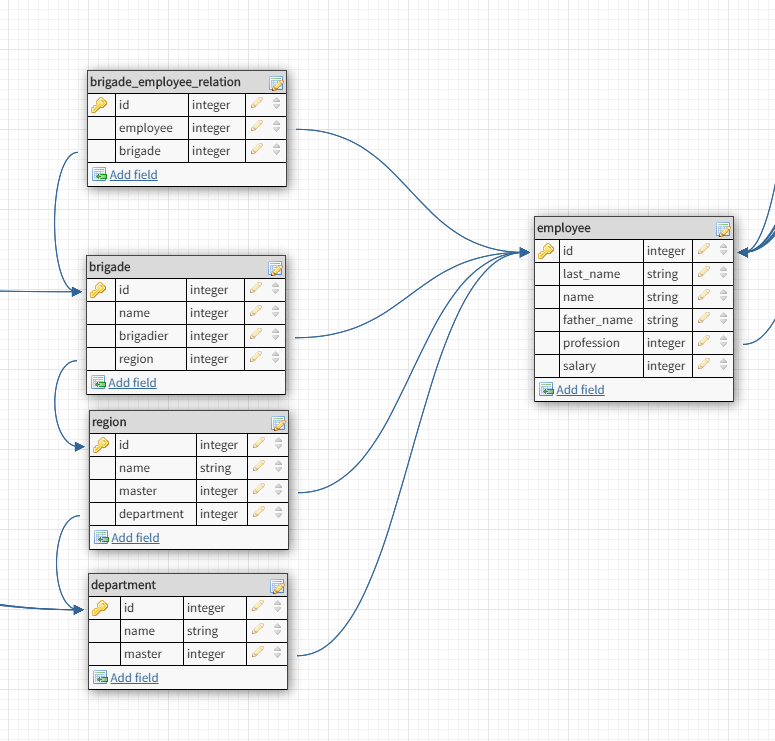 brigade_employee_relation
id integer
employee integer
brigade integer
Add field
brigade
id integer
name integer
brigadier integer
region integer
Add field
region
id integer
name string
master integer
department integer
Add field
department
id integer
name string
master integer
Add field
employee
id integer
last_name string
name string
father_name string
profession integer
salary integer
Add field